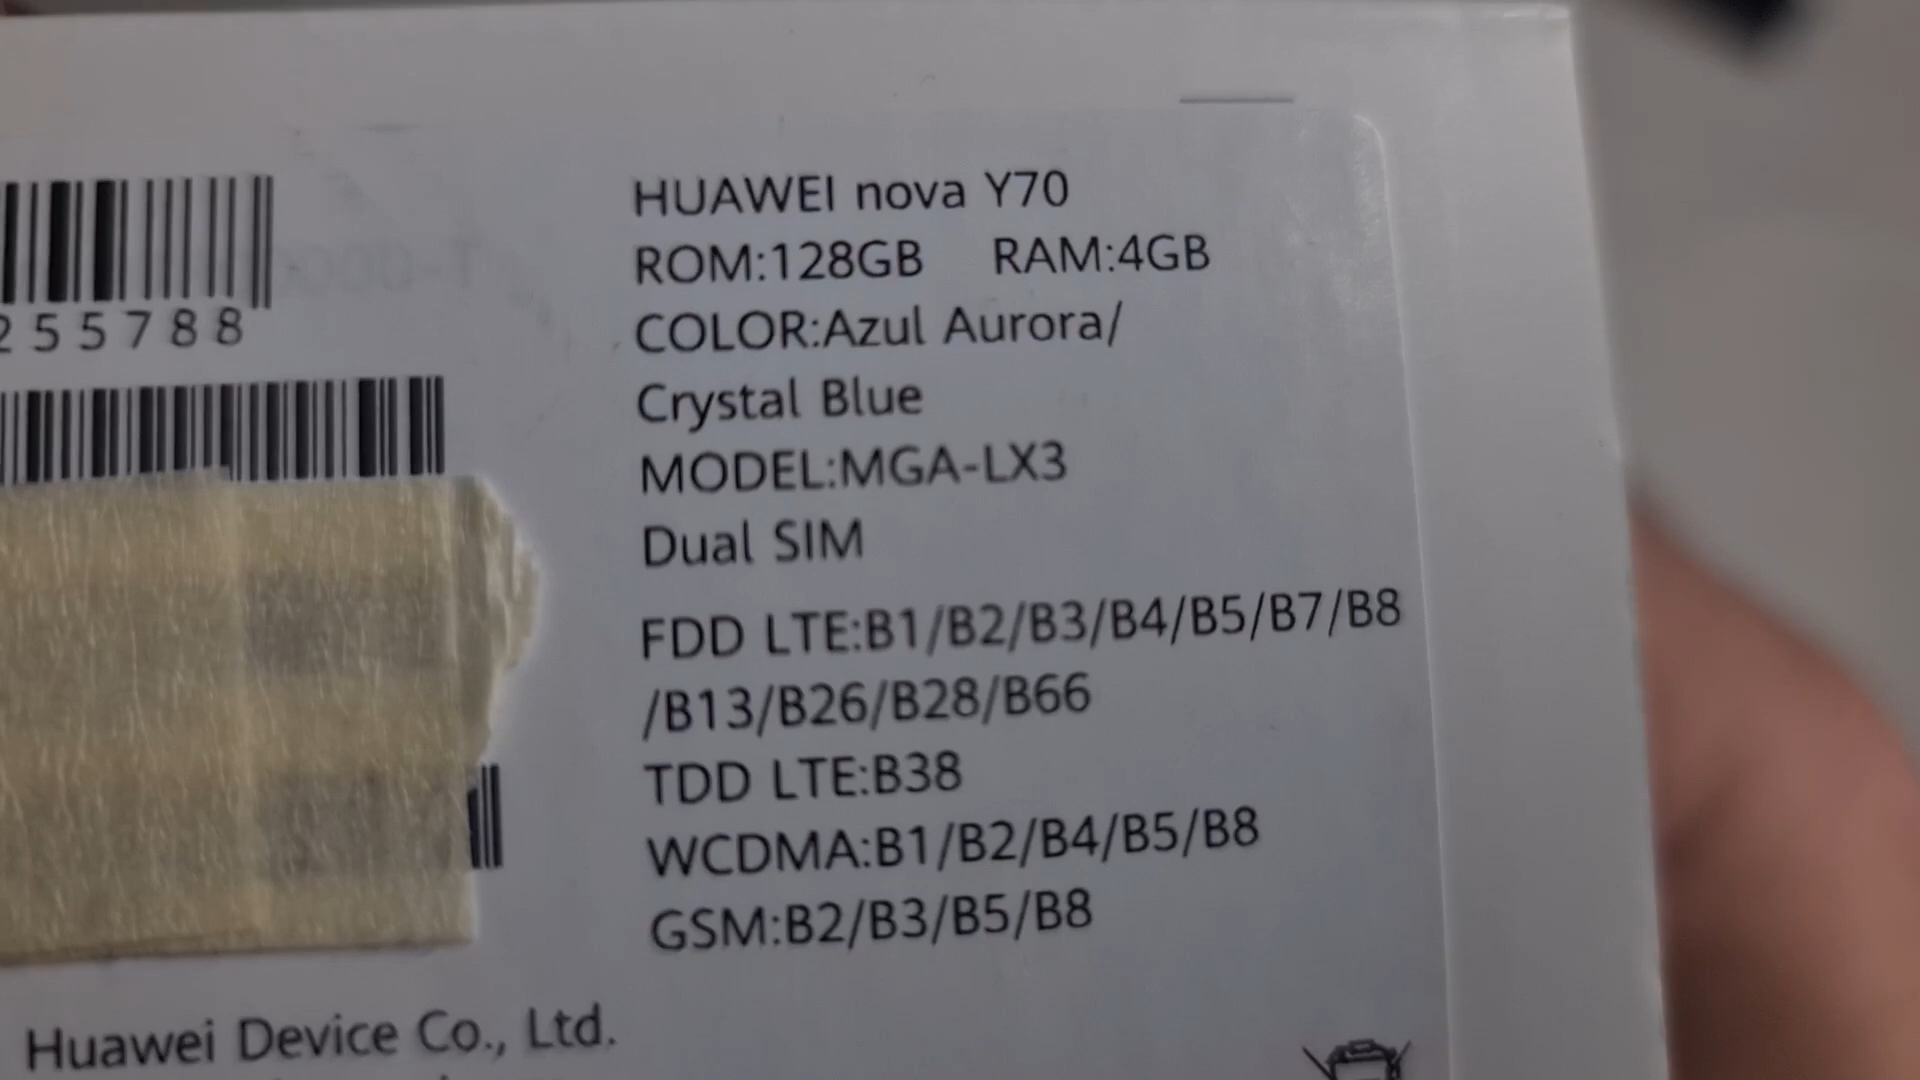 255788
HUAWEI nova Y70
ROM:128GB RAM:4GB
COLOR:Azul Aurora/
Crystal Blue
MODEL:MGA-LX3
Dual SIM
FDD LTE:B1/B2/B3/B4/B5/B7/B8
/B13/B26/B28/B66
TDD LTE:B38
WCDMA:B1/B2/B4/B5/B8
GSM:B2/B3/B5/B8
Huawei Device Co., Ltd.